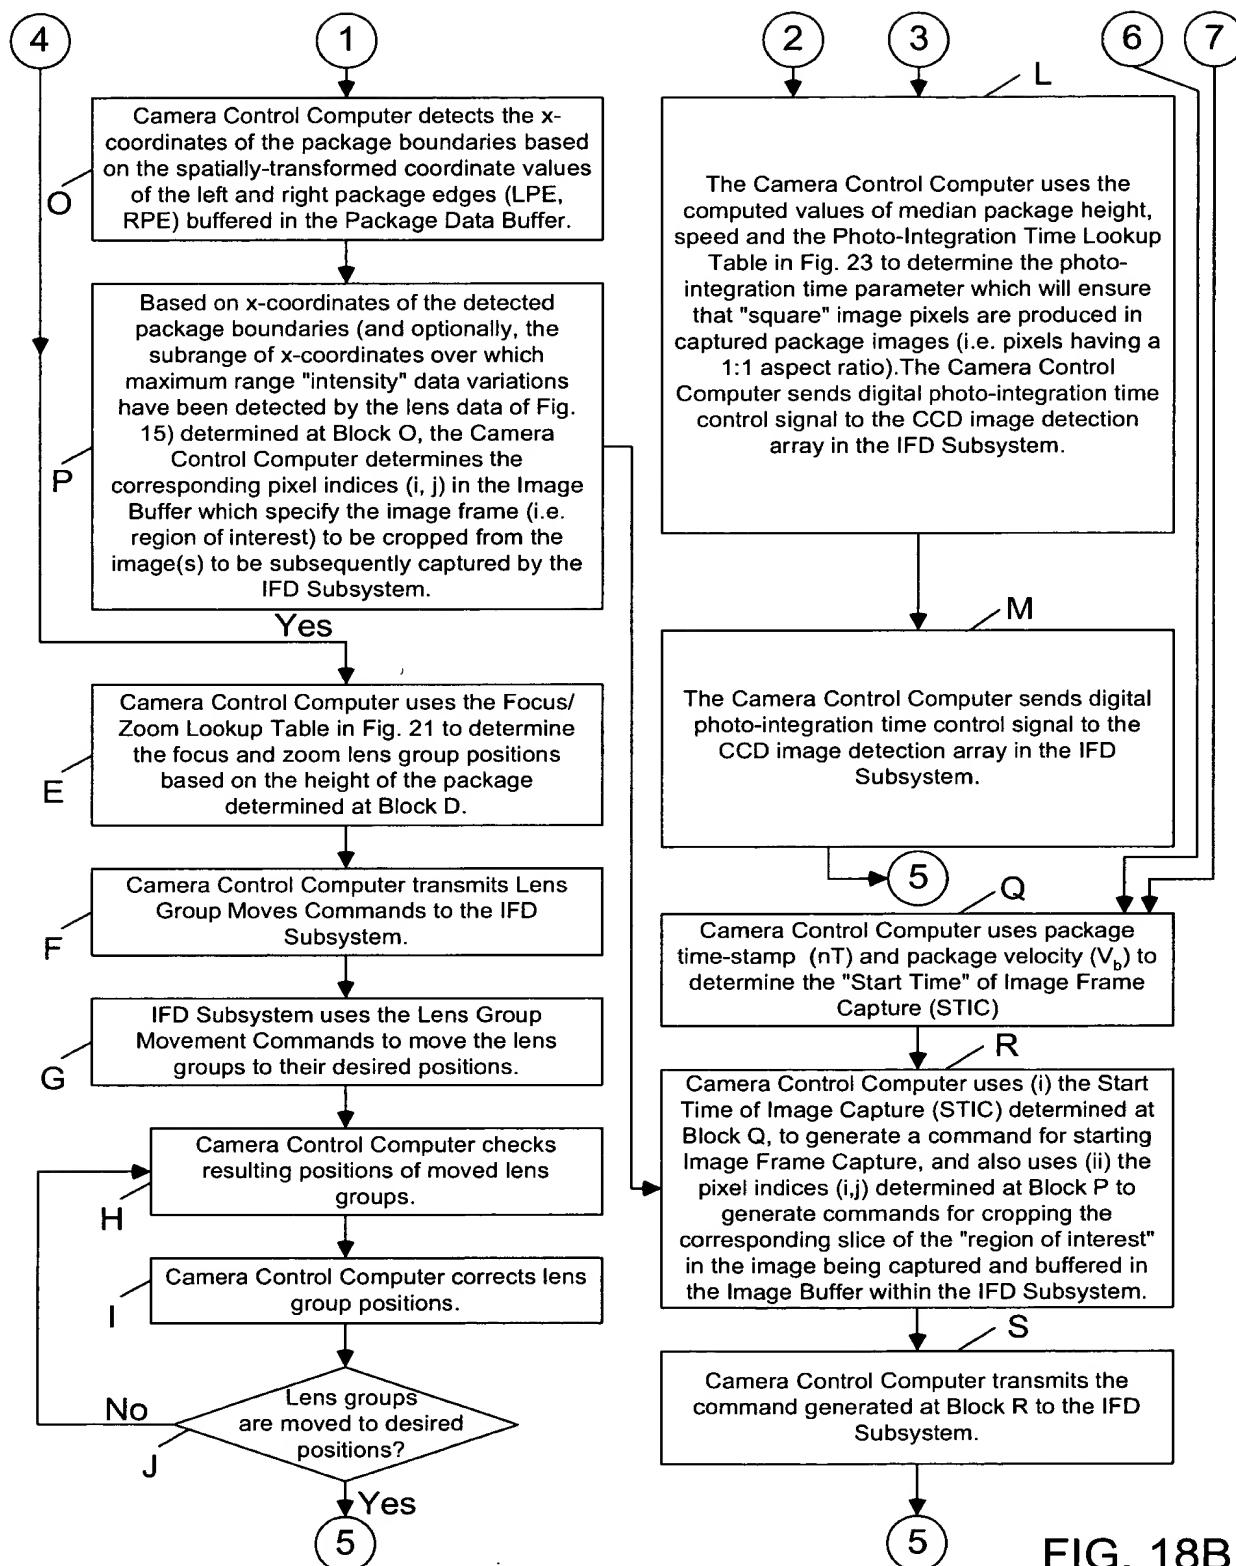 4
1
2
3
6
7
Camera Control Computer detects the x-
coordinates of the package boundaries based
on the spatially-transformed coordinate values
of the left and right package edges (LPE,
RPE) buffered in the Package Data Buffer.
O
Based on x-coordinates of the detected
package boundaries (and optionally, the
subrange of x-coordinates over which
maximum range "intensity" data variations
have been detected by the lens data of Fig.
15) determined at Block O, the Camera
Control Computer determines the
corresponding pixel indices (i, j) in the Image
Buffer which specify the image frame (i.e.
region of interest) to be cropped from the
image(s) to be subsequently captured by the
IFD Subsystem.
P
Yes
Camera Control Computer uses the Focus/
Zoom Lookup Table in Fig. 21 to determine
the focus and zoom lens group positions
based on the height of the package
determined at Block D.
E
Camera Control Computer transmits Lens
Group Moves Commands to the IFD
Subsystem.
F
IFD Subsystem uses the Lens Group
Movement Commands to move the lens
groups to their desired positions.
G
Camera Control Computer checks
resulting positions of moved lens
groups.
H
Camera Control Computer corrects lens
group positions.
I
Lens groups
are moved to desired
positions?
No
J
Yes
5
L
The Camera Control Computer uses the
computed values of median package height,
speed and the Photo-Integration Time Lookup
Table in Fig. 23 to determine the photo-
integration time parameter which will ensure
that "square" image pixels are produced in
captured package images (i.e. pixels having a
1:1 aspect ratio).The Camera Control
Computer sends digital photo-integration time
control signal to the CCD image detection
array in the IFD Subsystem.
M
The Camera Control Computer sends digital
photo-integration time control signal to the
CCD image detection array in the IFD
Subsystem.
5
Q
Camera Control Computer uses package
time-stamp (nT) and package velocity (Vb) to
determine the "Start Time" of Image Frame
Capture (STIC)
R
Camera Control Computer uses (i) the Start
Time of Image Capture (STIC) determined at
Block Q, to generate a command for starting
Image Frame Capture, and also uses (ii) the
pixel indices (i,j) determined at Block P to
generate commands for cropping the
corresponding slice of the "region of interest"
in the image being captured and buffered in
the Image Buffer within the IFD Subsystem.
S
Camera Control Computer transmits the
command generated at Block R to the IFD
Subsystem.
5
FIG. 18B